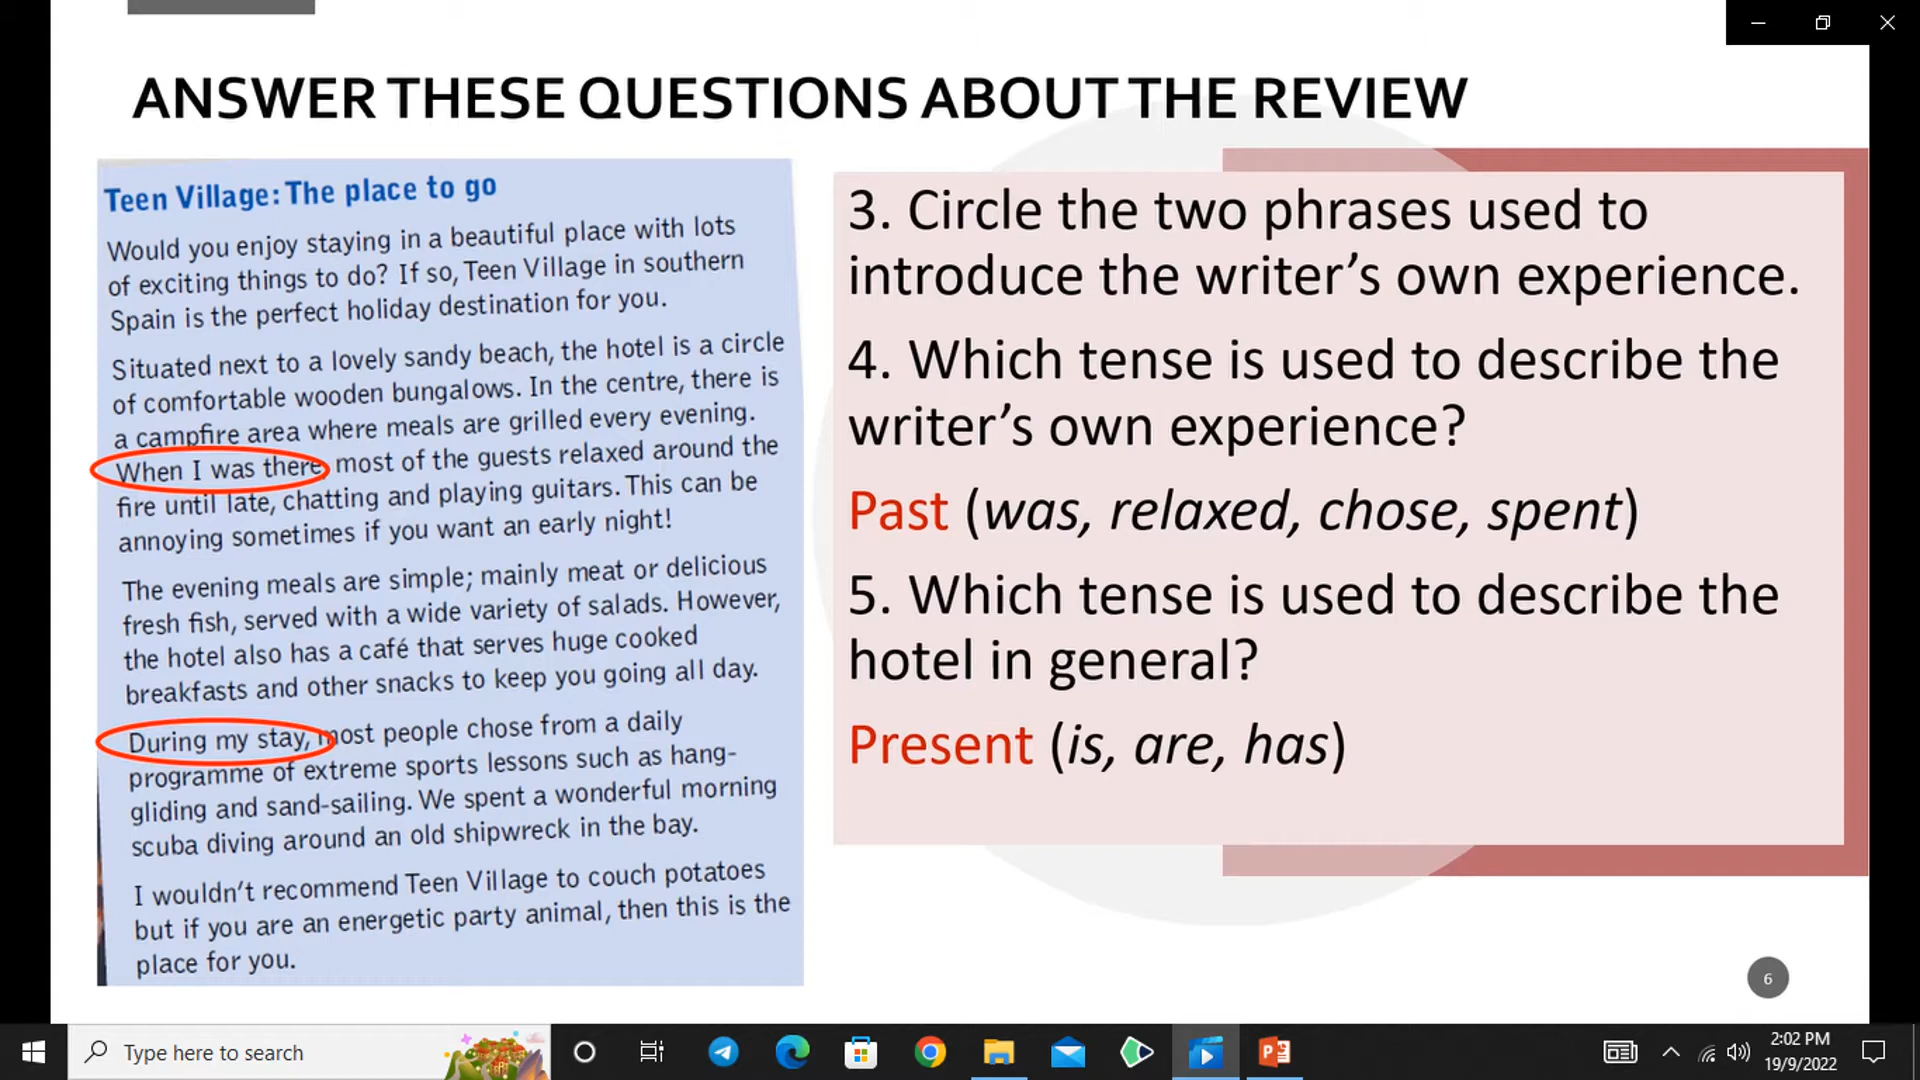 ANSWER THESE QUESTIONS ABOUT THE REVIEW
Teen Village: The place to go
Would you enjoy staying in a beautiful place with lots
of exciting things to do? If so, Teen Village in southern
Spain is the perfect holiday destination for you.
Situated next to a lovely sandy beach, the hotel is a circle
of comfortable wooden bungalows. In the centre, there is
a campfire area where meals are grilled every evening.
When I was there, most of the guests relaxed around the
fire until late, chatting and playing guitars. This can be
annoying sometimes if you want an early night!
The evening meals are simple; mainly meat or delicious
fresh fish, served with a wide variety of salads. However,
the hotel also has a café that serves huge cooked
breakfasts and other snacks to keep you going all day.
During my stay, most people chose from a daily
programme of extreme sports lessons such as hang-
gliding and sand-sailing. We spent a wonderful morning
scuba diving around an old shipwreck in the bay.
I wouldn't recommend Teen Village to couch potatoes
but if you are an energetic party animal, then this is the
place for you.
3. Circle the two phrases used to
introduce the writer's own experience.
4. Which tense is used to describe the
writer's own experience?
Past (was, relaxed, chose, spent)
5. Which tense is used to describe the
hotel in general?
Present (is, are, has)
6
Type here to search
2:02 PM
19/9/2022